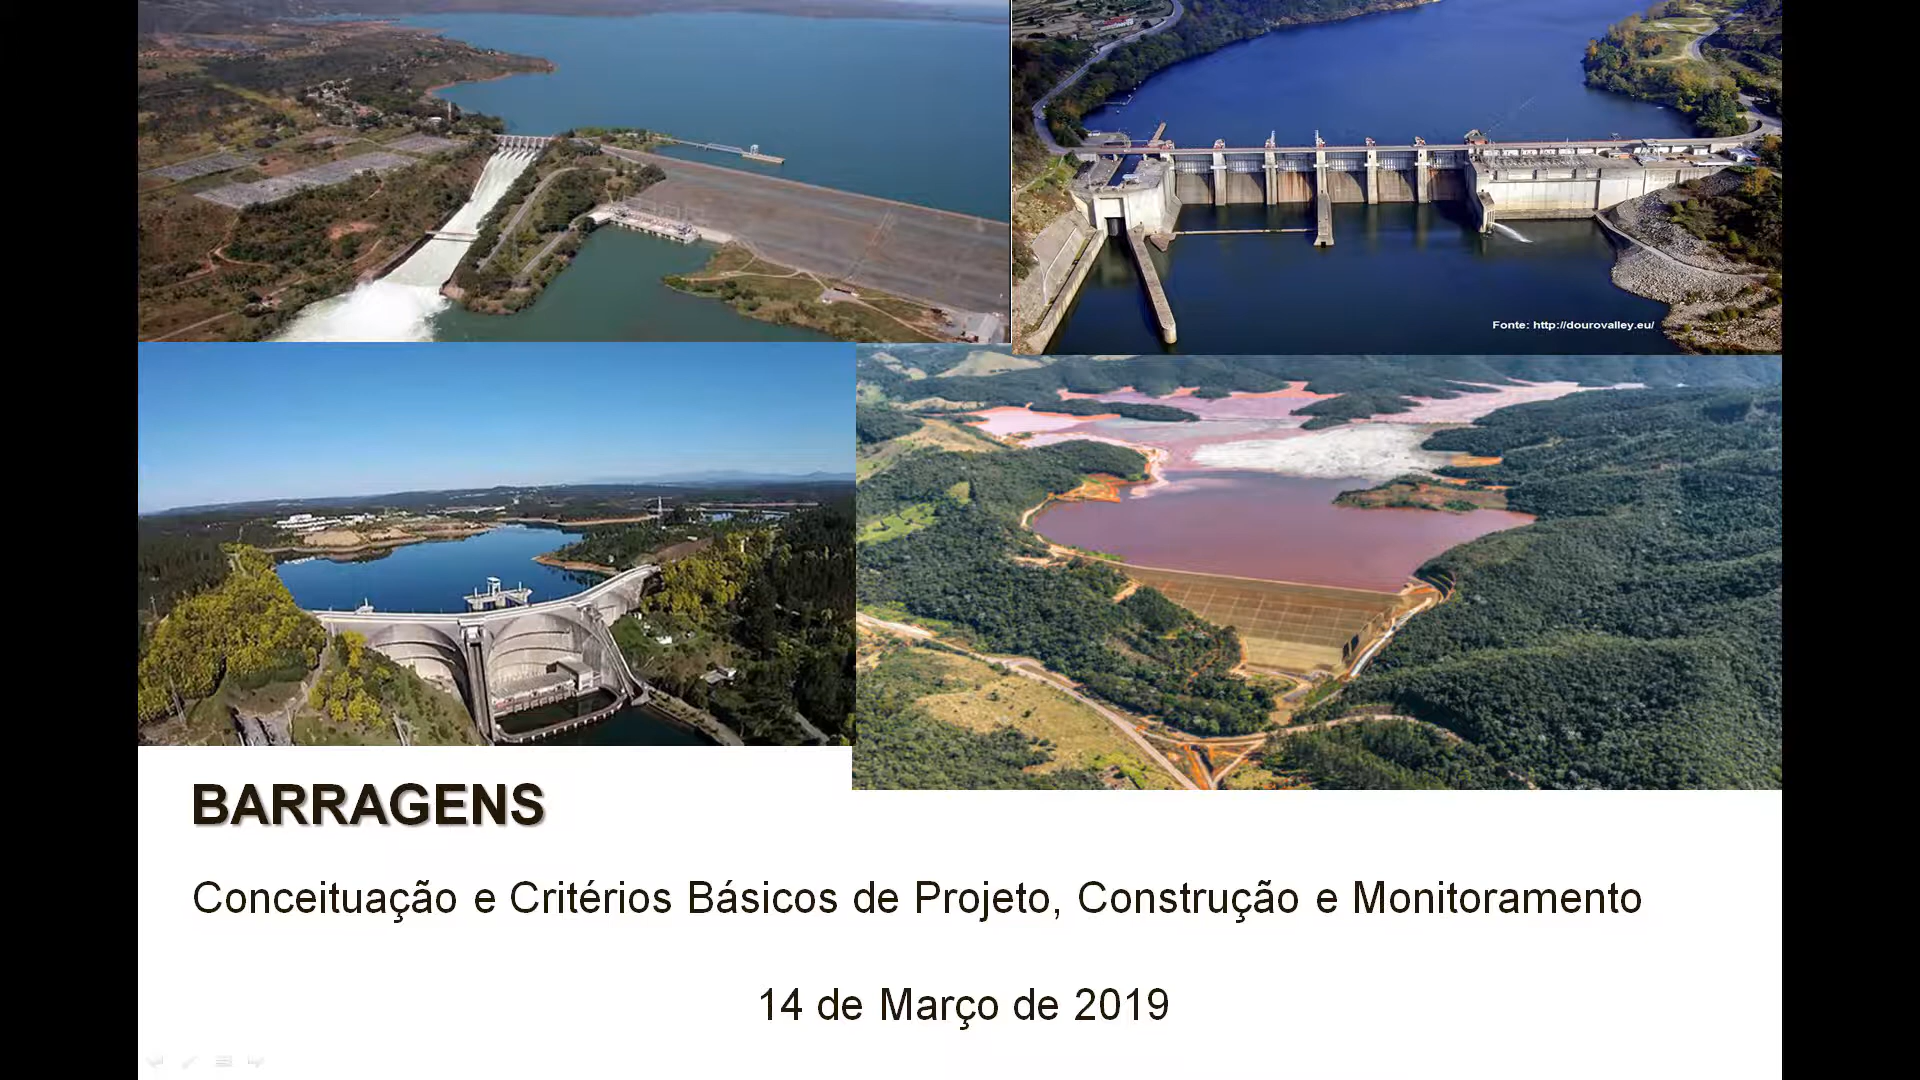 Fonte: http://dourovalley.eu/
BARRAGENS
Conceituação e Critérios Básicos de Projeto, Construção e Monitoramento
14 de Março de 2019